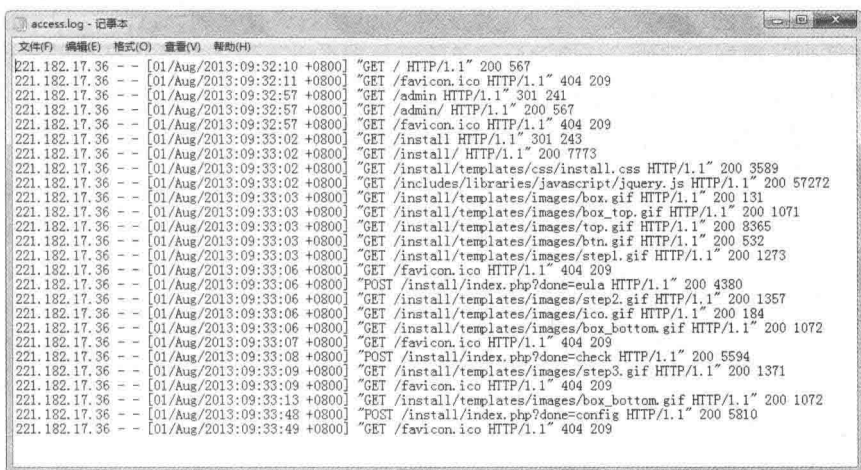 access.log - 记事本
文件(F) 编辑(E) 格式(O) 查看(V) 帮助(H)
221.182.17.36 - - [01/Aug/2013:09:32:10 +0800] "GET / HTTP/1.1" 200 567
221.182.17.36 - - [01/Aug/2013:09:32:11 +0800] "GET /favicon.ico HTTP/1.1" 404 209
221.182.17.36 - - [01/Aug/2013:09:32:57 +0800] "GET /admin HTTP/1.1" 301 241
221.182.17.36 - - [01/Aug/2013:09:32:57 +0800] "GET /admin/ HTTP/1.1" 200 567
221.182.17.36 - - [01/Aug/2013:09:32:57 +0800] "GET /favicon.ico HTTP/1.1" 404 209
221.182.17.36 - - [01/Aug/2013:09:33:02 +0800] "GET /install HTTP/1.1" 301 243
221.182.17.36 - - [01/Aug/2013:09:33:02 +0800] "GET /install/ HTTP/1.1" 200 7773
221.182.17.36 - - [01/Aug/2013:09:33:02 +0800] "GET /install/templates/css/install.css HTTP/1.1" 200 3589
221.182.17.36 - - [01/Aug/2013:09:33:02 +0800] "GET /includes/libraries/javascript/jquery.js HTTP/1.1" 200 57272
221.182.17.36 - - [01/Aug/2013:09:33:03 +0800] "GET /install/templates/images/box.gif HTTP/1.1" 200 131
221.182.17.36 - - [01/Aug/2013:09:33:03 +0800] "GET /install/templates/images/box_top.gif HTTP/1.1" 200 1071
221.182.17.36 - - [01/Aug/2013:09:33:03 +0800] "GET /install/templates/images/top.gif HTTP/1.1" 200 8365
221.182.17.36 - - [01/Aug/2013:09:33:03 +0800] "GET /install/templates/images/btn.gif HTTP/1.1" 200 532
221.182.17.36 - - [01/Aug/2013:09:33:03 +0800] "GET /install/templates/images/step1.gif HTTP/1.1" 200 1273
221.182.17.36 - - [01/Aug/2013:09:33:06 +0800] "GET /favicon.ico HTTP/1.1" 404 209
221.182.17.36 - - [01/Aug/2013:09:33:06 +0800] "POST /install/index.php?done=eula HTTP/1.1" 200 4380
221.182.17.36 - - [01/Aug/2013:09:33:06 +0800] "GET /install/templates/images/step2.gif HTTP/1.1" 200 1357
221.182.17.36 - - [01/Aug/2013:09:33:06 +0800] "GET /install/templates/images/ico.gif HTTP/1.1" 200 184
221.182.17.36 - - [01/Aug/2013:09:33:06 +0800] "GET /install/templates/images/box_bottom.gif HTTP/1.1" 200 1072
221.182.17.36 - - [01/Aug/2013:09:33:07 +0800] "GET /favicon.ico HTTP/1.1" 404 209
221.182.17.36 - - [01/Aug/2013:09:33:08 +0800] "POST /install/index.php?done=check HTTP/1.1" 200 5594
221.182.17.36 - - [01/Aug/2013:09:33:09 +0800] "GET /install/templates/images/step3.gif HTTP/1.1" 200 1371
221.182.17.36 - - [01/Aug/2013:09:33:09 +0800] "GET /favicon.ico HTTP/1.1" 404 209
221.182.17.36 - - [01/Aug/2013:09:33:13 +0800] "GET /install/templates/images/box_bottom.gif HTTP/1.1" 200 1072
221.182.17.36 - - [01/Aug/2013:09:33:48 +0800] "POST /install/index.php?done=config HTTP/1.1" 200 5810
221.182.17.36 - - [01/Aug/2013:09:33:49 +0800] "GET /favicon.ico HTTP/1.1" 404 209